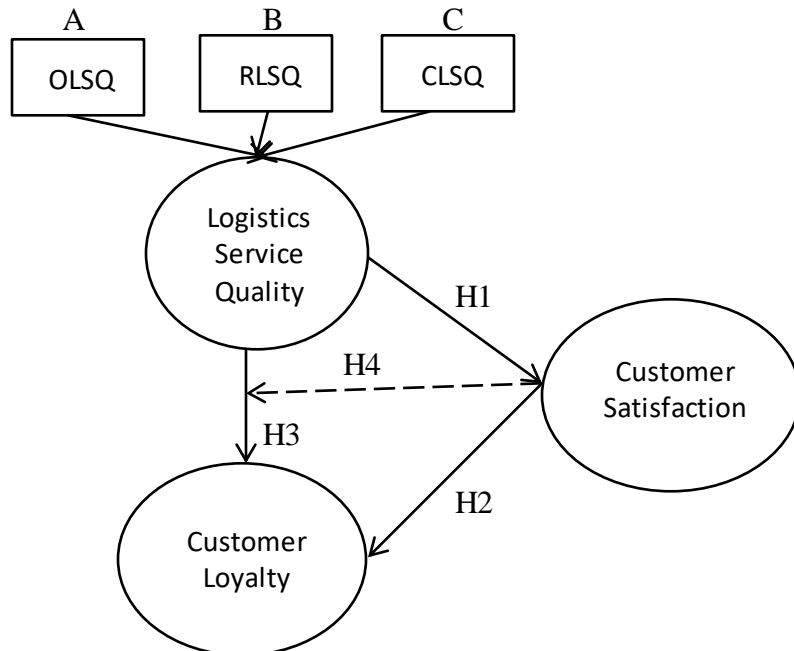 A
B
C
OLSQ
RLSQ
CLSQ
Logistics
Service
Quality
H1
H4
Customer
Satisfaction
H3
H2
Customer
Loyalty